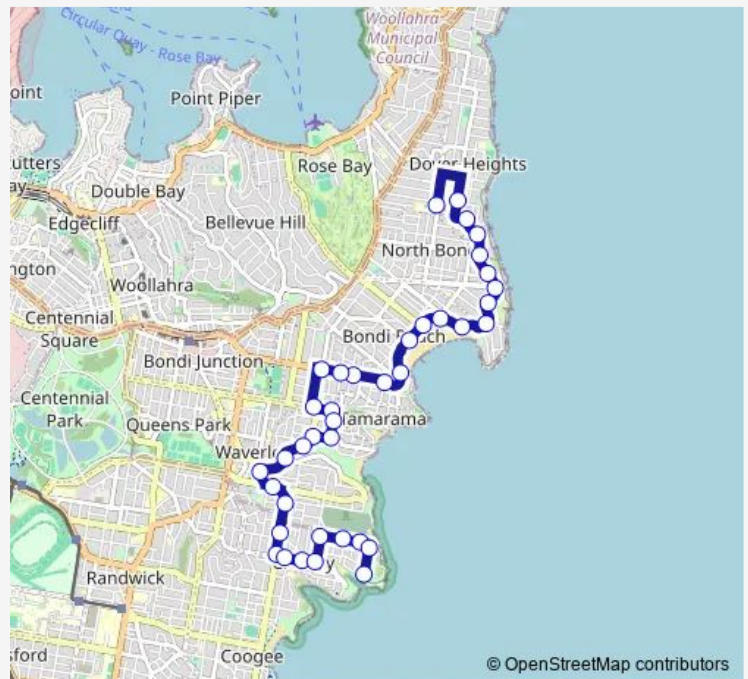 Woollahra
Municipal
Council
Circular Quay - Rose Bay
oint
Point Piper
Rose Bay
Dover Heights
utters
ay
Double Bay
Edgecliff
Bellevue Hill
North Bon
ngton
Woollahra
Centennial
Square
Bondi Junction
Centennial
Park
Queens Park
Tamarama
Randwick
sford
Coogee
© OpenStreetMap contributors